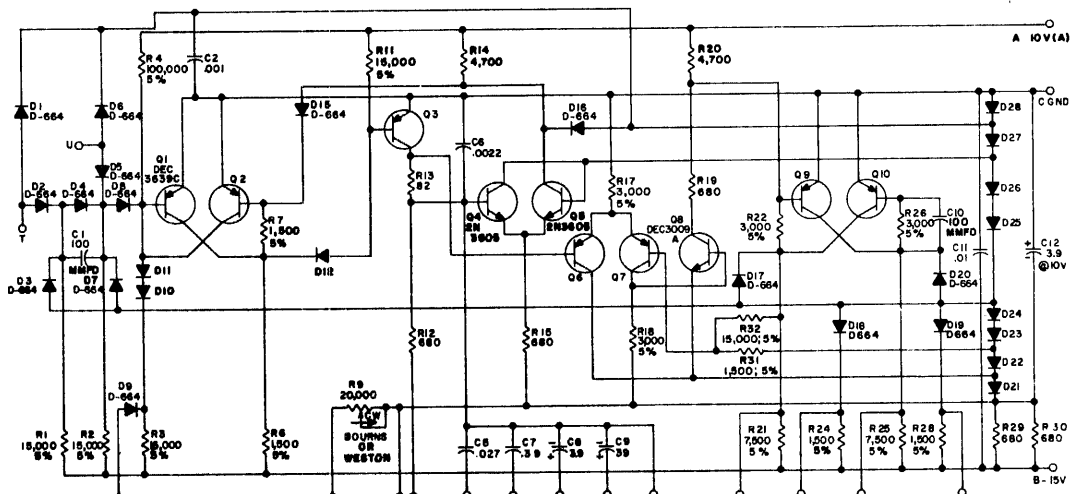 A 10V(A)
R4
100,000
5%
C2
.001
R11
15,000
5%
R14
4,700
R20
4,700
C GND
D1
D-664
D6
D-664
U
D15
D-664
Q3
C6
.0022
D16
D-664
D28
D27
D5
D-664
Q1
DEC
3639C
Q2
R13
82
R17
3,000
5%
R19
680
Q9
Q10
D26
D2
D-664
D4
D-664
D8
D-664
T
R7
1,500
5%
Q4
2N
3605
Q5
2N3605
Q8
DEC3009
A
R22
3,000
5%
R26
3,000
5%
C10
100
MMFD
D25
C1
100
MMFD
D3
D-664
D7
D-664
D11
D10
D112
Q6
Q7
D17
D-664
D20
D-664
C11
.01
C12
3.9
@10V
R12
680
R15
680
R18
3,000
5%
R32
15,000; 5%
R31
1,500; 5%
D18
D664
D19
D664
D24
D23
D22
D21
D9
D-664
R9
20,000
CW
BOURNS
OR
WESTON
R1
15,000
5%
R2
15,000
5%
R3
15,000
5%
R6
1,500
5%
C5
.027
C7
.39
C8
3.9
C9
39
R21
7,500
5%
R24
1,500
5%
R25
7,500
5%
R28
1,500
5%
R29
680
R30
680
B-15V